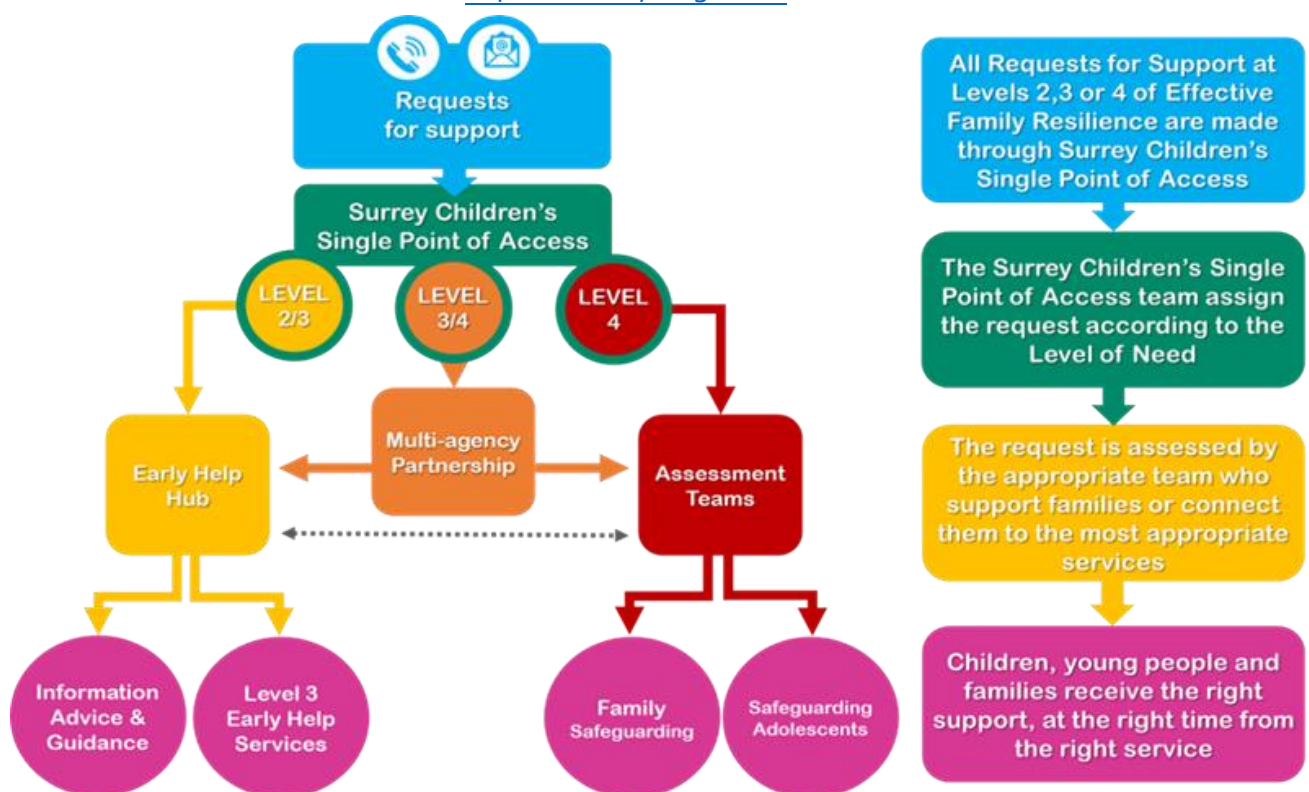 Requests
for support
Surrey Children's
Single Point of Access
LEVEL
2/3
LEVEL
3/4
LEVEL
4
Multi-agency
Partnership
Early Help
Hub
Assessment
Teams
Information
Advice &
Guidance
Level 3
Early Help
Services
Family
Safeguarding
Safeguarding
Adolescents
All Requests for Support at
Levels 2,3 or 4 of Effective
Family Resilience are made
through Surrey Children's
Single Point of Access
The Surrey Children's Single
Point of Access team assign
the request according to the
Level of Need
The request is assessed by
the appropriate team who
support families or connect
them to the most appropriate
services
Children, young people and
families receive the right
support, at the right time from
the right service